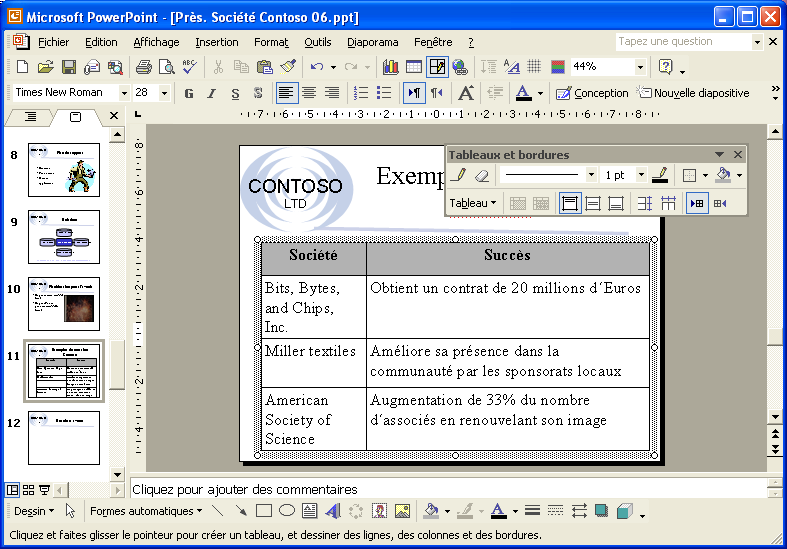 Microsoft PowerPoint - [Près. Société Contoso 06.ppt]
Fichier Edition Affichage Insertion Format Outils Diaporama Fenêtre ? Tapez une question
44%
Times New Roman 28 G I S S A A Conception Nouvelle diapositive
Tableaux et bordures
1 pt
Tableau
8
9
10
11
12
CONTOSO
LTD
Société Succès
Bits, Bytes,
and Chips,
Inc.
Obtient un contrat de 20 millions d´Euros
Miller textiles
Améliore sa présence dans la
communauté par les sponsorats locaux
American
Society of
Science
Augmentation de 33% du nombre
d´associés en renouvelant son image
Cliquez pour ajouter des commentaires
Dessin Formes automatiques
Cliquez et faites glisser le pointeur pour créer un tableau, et dessiner des lignes, des colonnes et des bordures.